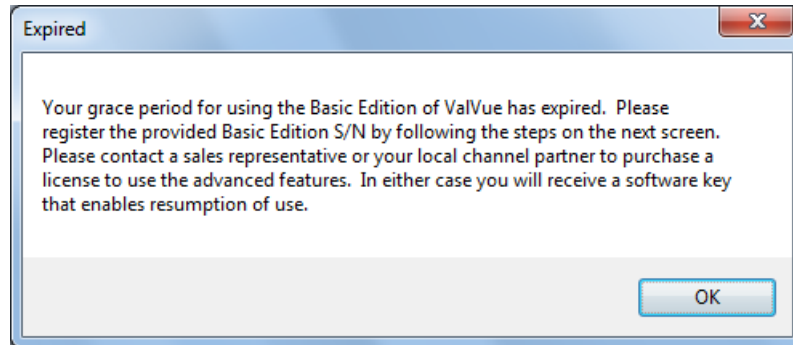 Expired
Your grace period for using the Basic Edition of ValVue has expired.  Please
register the provided Basic Edition S/N by following the steps on the next screen.
Please contact a sales representative or your local channel partner to purchase a
license to use the advanced features.  In either case you will receive a software key
that enables resumption of use.
OK